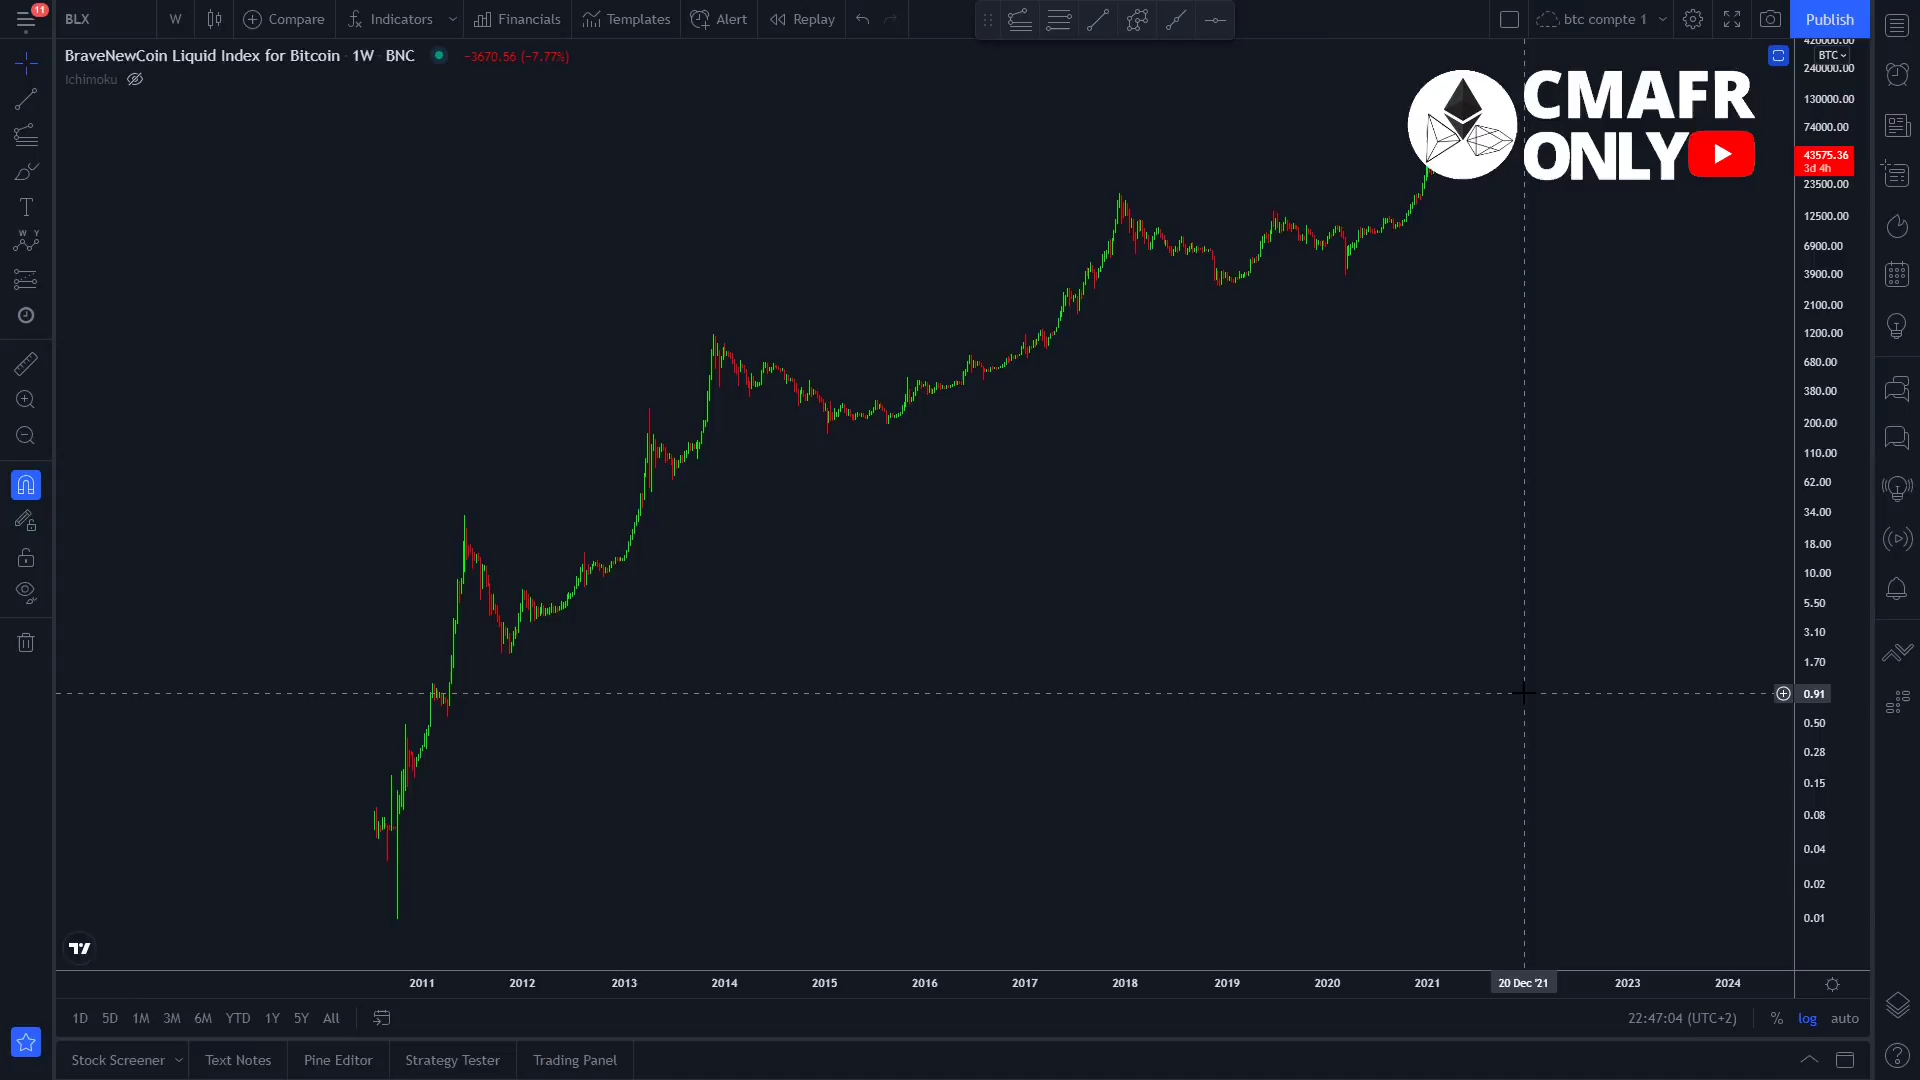 11
BLX
W
Compare
Indicators
Financials
Templates
Alert
Replay
btc compte 1
Publish
BraveNewCoin Liquid Index for Bitcoin · 1W · BNC
−3670.56 (−7.77%)
Ichimoku
CMAFR
ONLY
420000.00
BTC
240000.00
130000.00
74000.00
43575.36
3d 4h
23500.00
12500.00
6900.00
3900.00
2100.00
1200.00
680.00
380.00
200.00
110.00
62.00
34.00
18.00
10.00
5.50
3.10
1.70
0.91
0.50
0.28
0.15
0.08
0.04
0.02
0.01
2011
2012
2013
2014
2015
2016
2017
2018
2019
2020
2021
20 Dec '21
2023
2024
1D
5D
1M
3M
6M
YTD
1Y
5Y
All
22:47:04 (UTC+2)
%
log
auto
Stock Screener
Text Notes
Pine Editor
Strategy Tester
Trading Panel